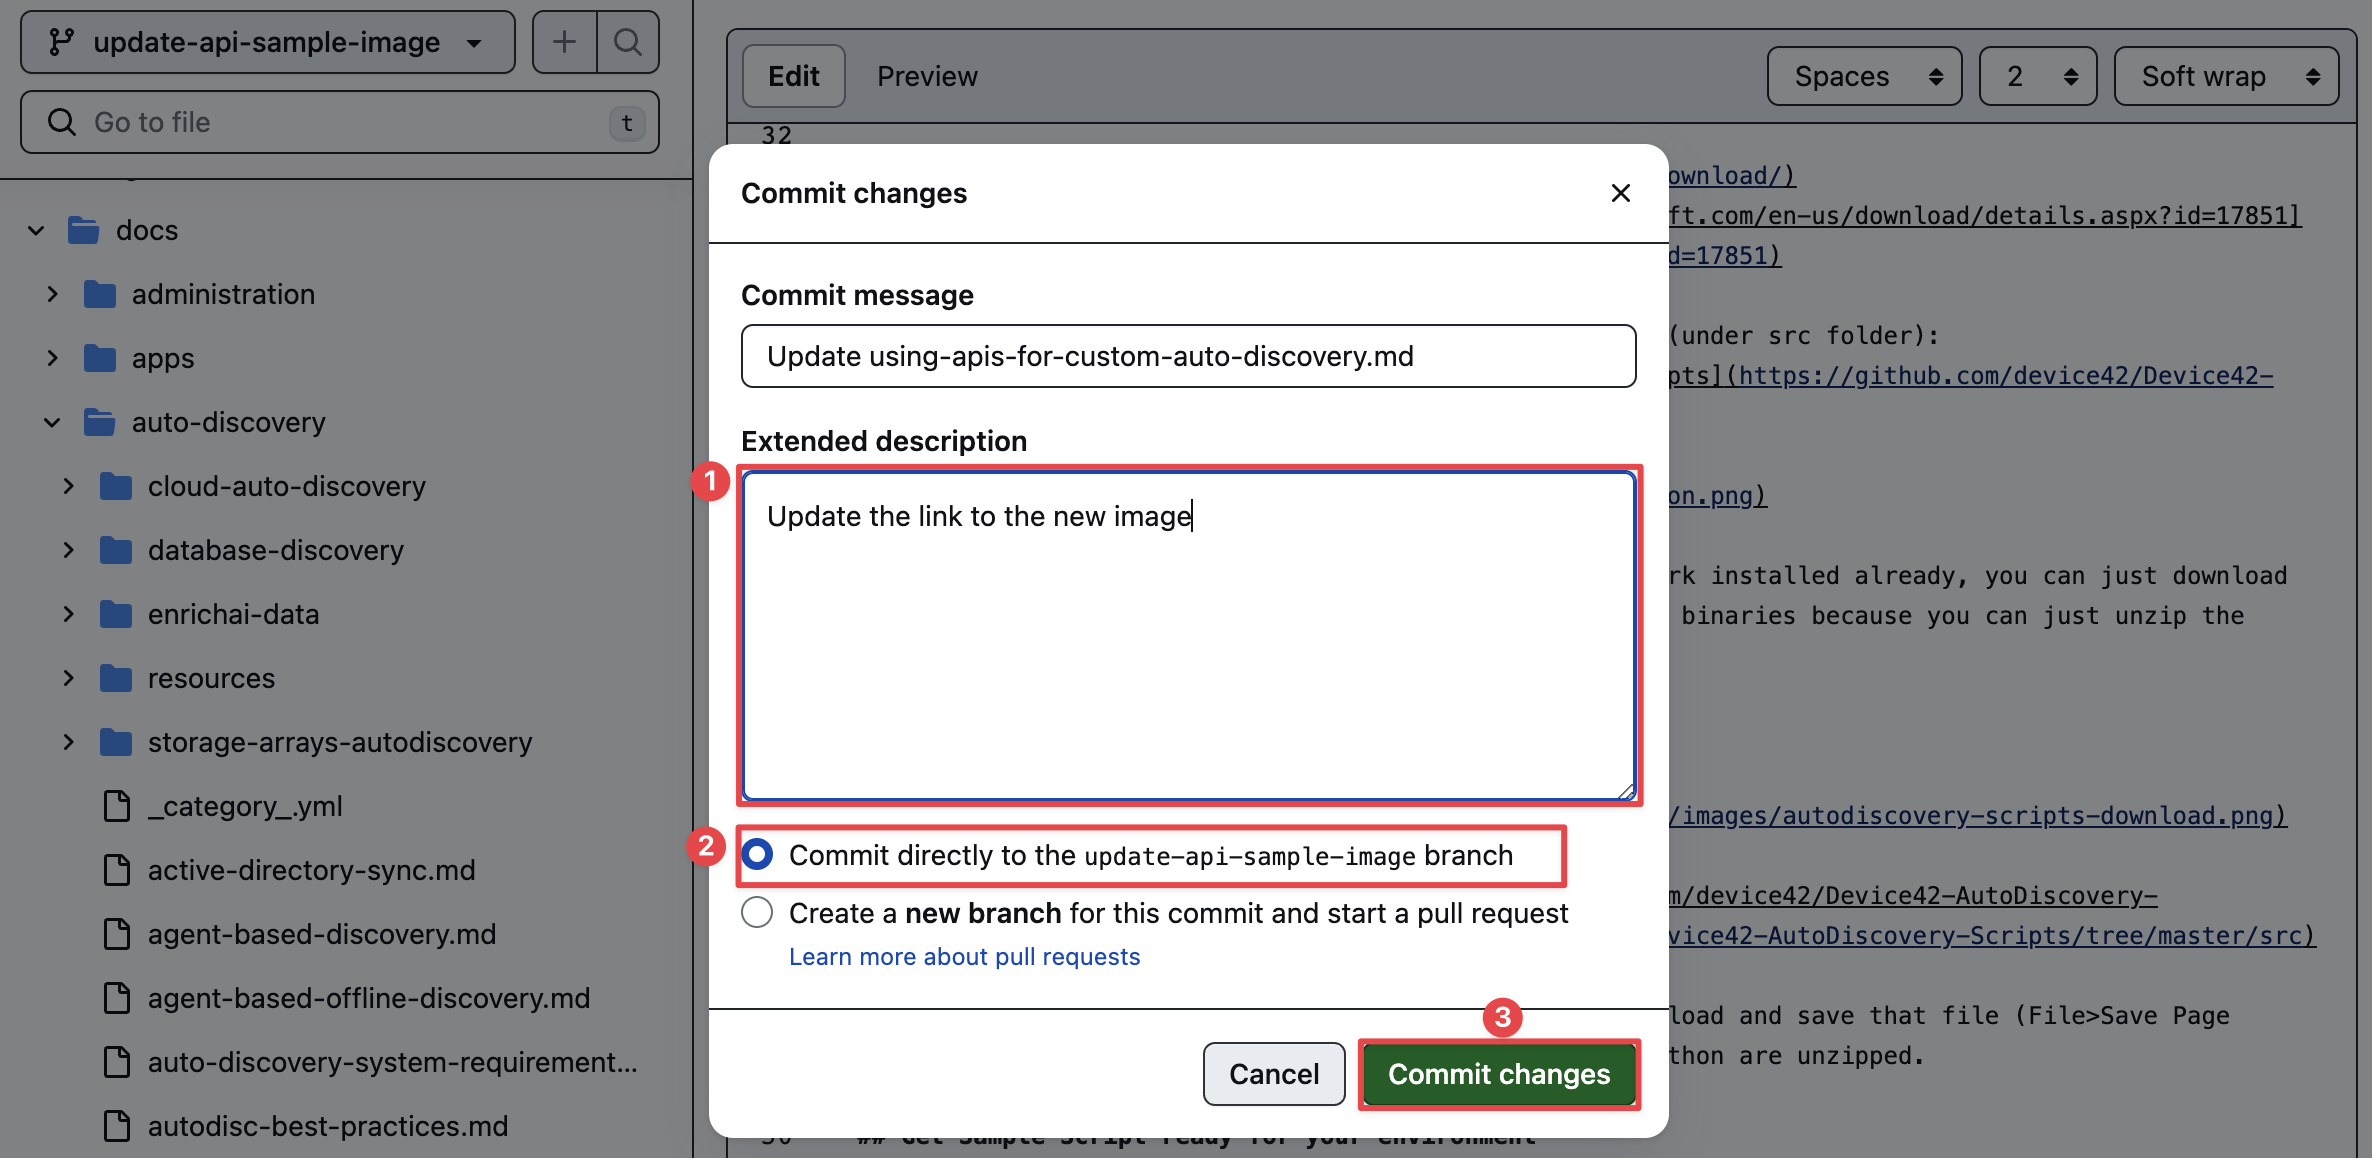 update-api-sample-image
Go to file
t
docs
administration
apps
auto-discovery
cloud-auto-discovery
database-discovery
enrichai-data
resources
storage-arrays-autodiscovery
_category_.yml
active-directory-sync.md
agent-based-discovery.md
agent-based-offline-discovery.md
auto-discovery-system-requirement...
autodisc-best-practices.md
Edit
Preview
Spaces
2
Soft wrap
32
ownload/)
ft.com/en-us/download/details.aspx?id=17851]
d=17851)
(under src folder):
pts](https://github.com/device42/Device42-
on.png)
rk installed already, you can just download
binaries because you can just unzip the
/images/autodiscovery-scripts-download.png)
m/device42/Device42-AutoDiscovery-
vice42-AutoDiscovery-Scripts/tree/master/src)
load and save that file (File>Save Page
thon are unzipped.
Commit changes
Commit message
Update using-apis-for-custom-auto-discovery.md
Extended description
1
Update the link to the new image
2
Commit directly to the update-api-sample-image branch
Create a new branch for this commit and start a pull request
Learn more about pull requests
3
Cancel
Commit changes